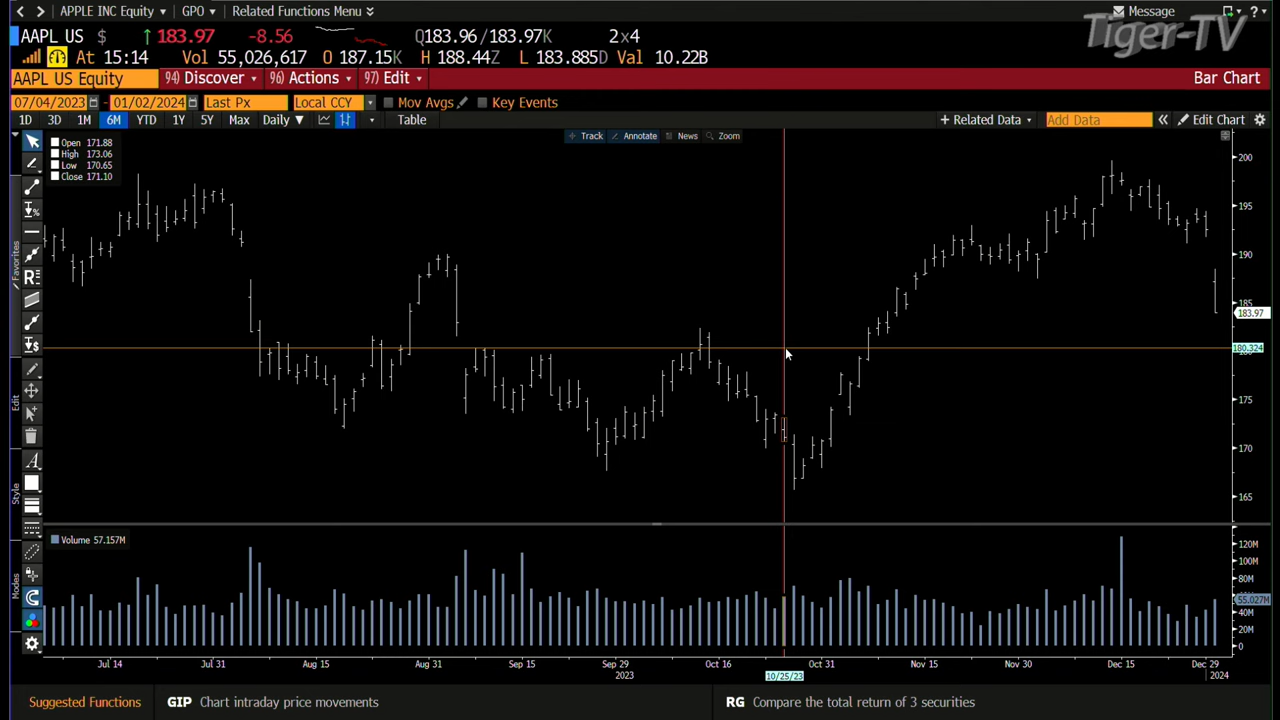 APPLE INC Equity GPO Related Functions Menu Message ?
Tiger-TV
AAPL US $ 183.97 -8.56 Q183.96/183.97K 2x4
At 15:14 Vol 55,026,617 O 187.15K H 188.44Z L 183.885D Val 10.22B
AAPL US Equity 94) Discover 96) Actions 97) Edit Bar Chart
07/04/2023 - 01/02/2024 Last Px Local CCY Mov Avgs Key Events
1D 3D 1M 6M YTD 1Y 5Y Max Daily Table + Related Data Add Data Edit Chart
Track Annotate News Zoom
Open 171.88
High 173.06
Low 170.65
Close 171.10
Favorites
Edit
Style
Modes
200
195
190
185
183.97
180.324
175
170
165
Volume 57.157M
120M
100M
80M
55.027M
40M
20M
0
Jul 14 Jul 31 Aug 15 Aug 31 Sep 15 Sep 29 Oct 16 Oct 31 Nov 15 Nov 30 Dec 15 Dec 29
2023 10/25/23 2024
Suggested Functions GIP Chart intraday price movements RG Compare the total return of 3 securities